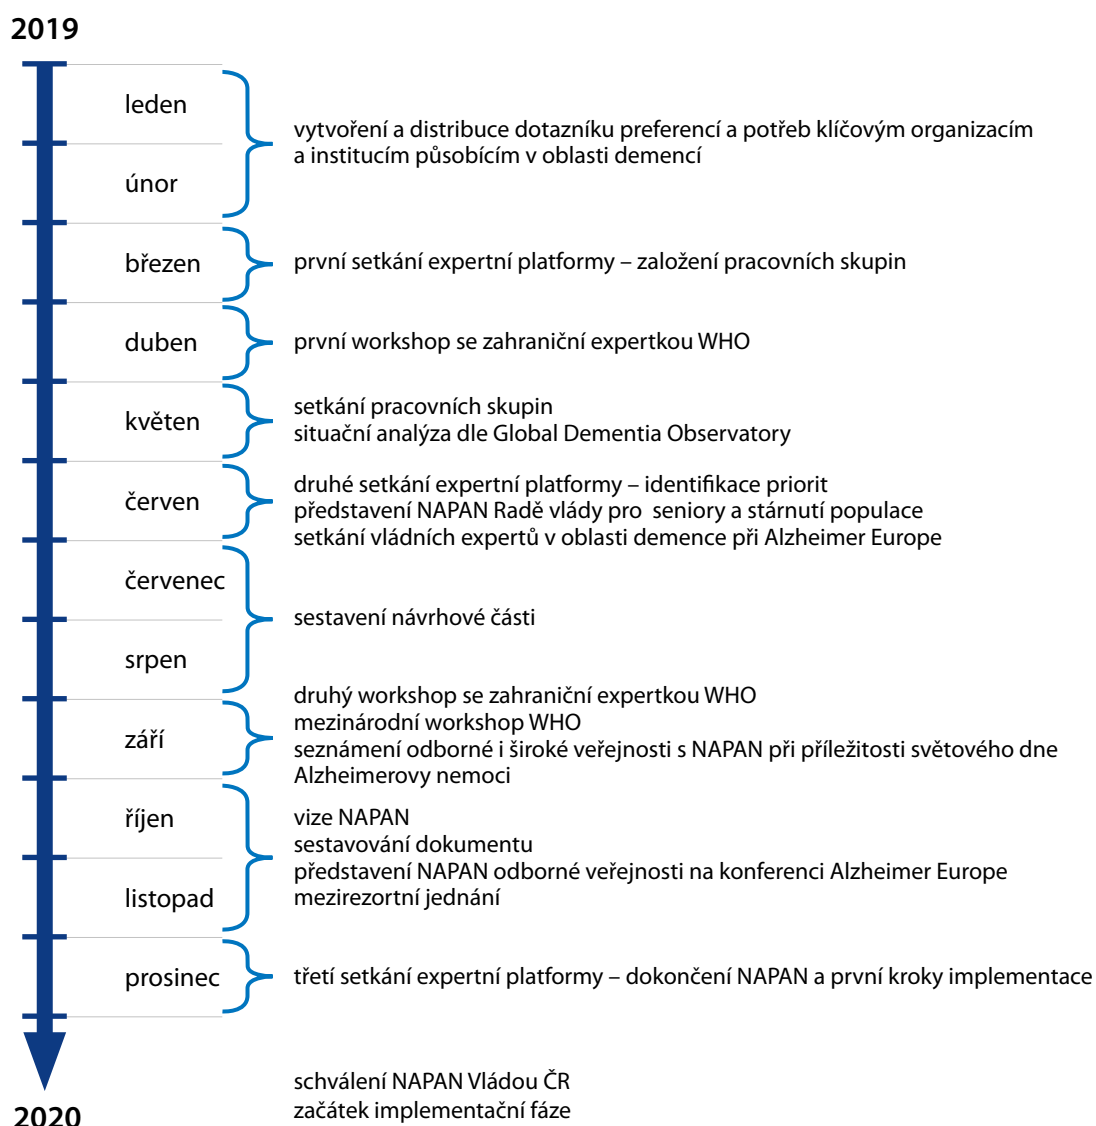 2019
leden
únor
vytvoření a distribuce dotazníku preferencí a potřeb klíčovým organizacím
a institucím působícím v oblasti demencí
březen
první setkání expertní platformy – založení pracovních skupin
duben
první workshop se zahraniční expertkou WHO
květen
setkání pracovních skupin
situační analýza dle Global Dementia Observatory
červen
druhé setkání expertní platformy – identifikace priorit
představení NAPAN Radě vlády pro seniory a stárnutí populace
setkání vládních expertů v oblasti demence při Alzheimer Europe
červenec
srpen
sestavení návrhové části
září
druhý workshop se zahraniční expertkou WHO
mezinárodní workshop WHO
seznámení odborné i široké veřejnosti s NAPAN při příležitosti světového dne
Alzheimerovy nemoci
říjen
listopad
vize NAPAN
sestavování dokumentu
představení NAPAN odborné veřejnosti na konferenci Alzheimer Europe
mezirezortní jednání
prosinec
třetí setkání expertní platformy – dokončení NAPAN a první kroky implementace
2020
schválení NAPAN Vládou ČR
začátek implementační fáze